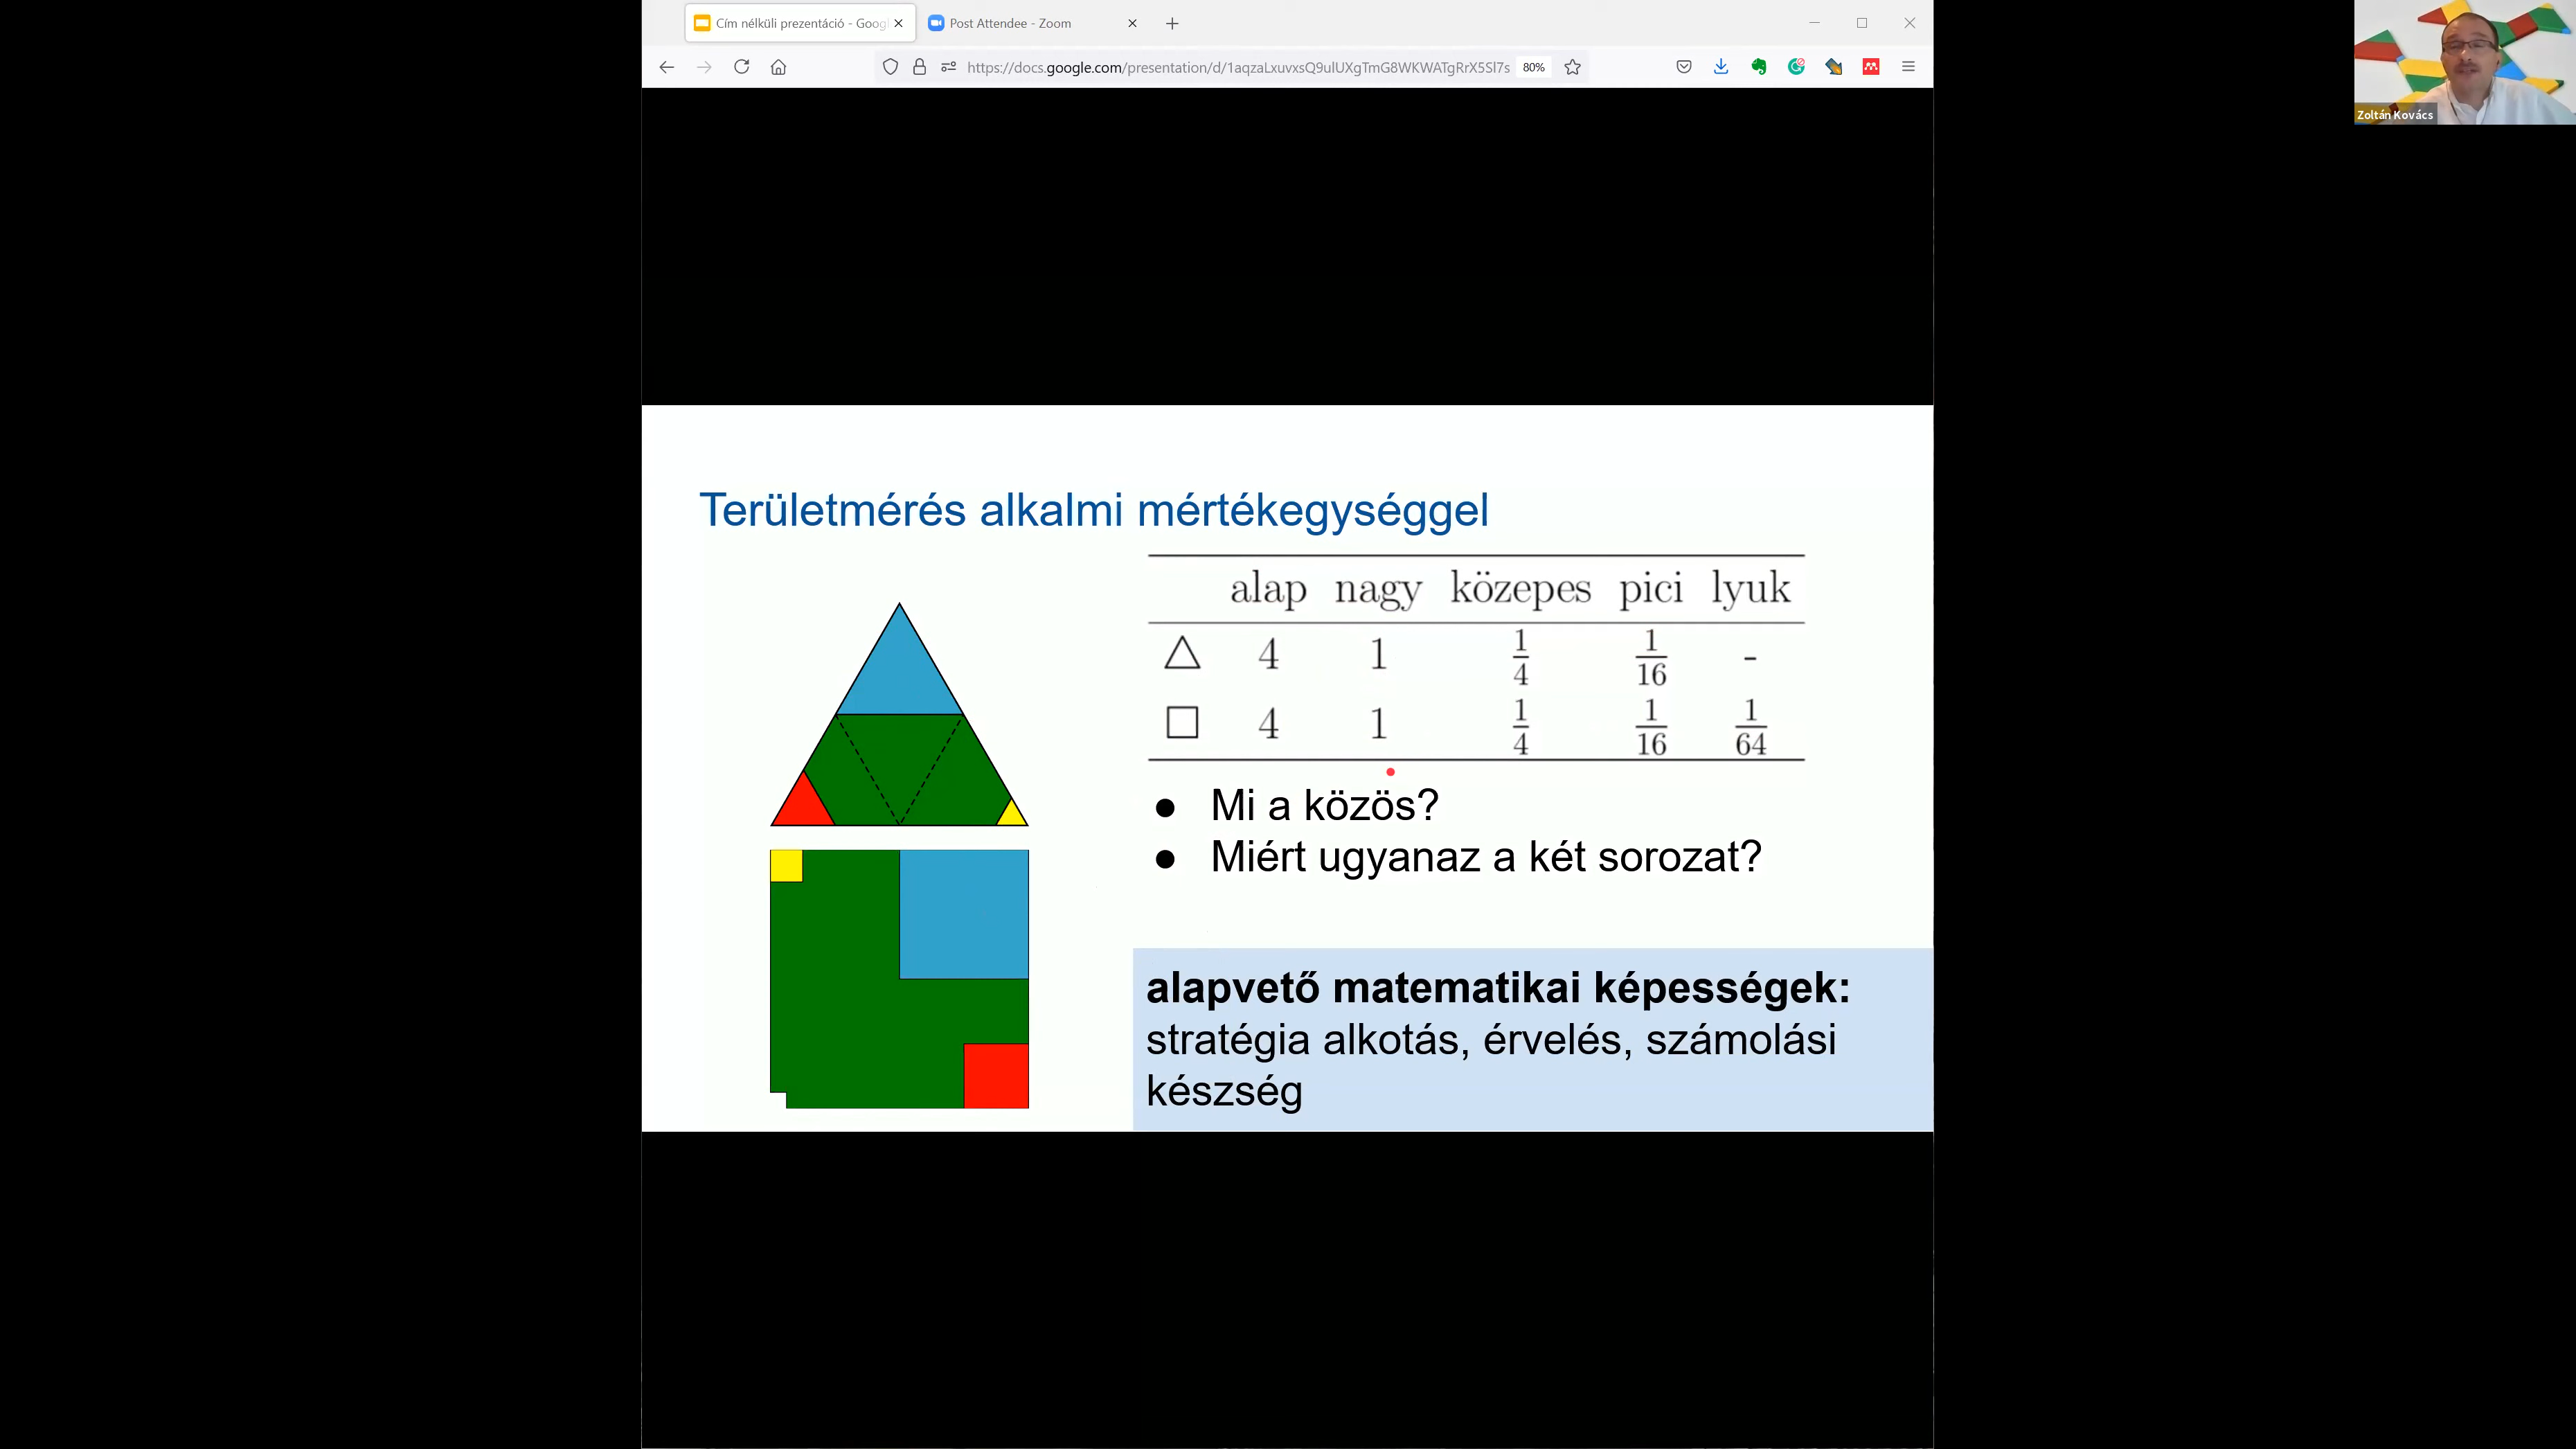 Cím nélküli prezentáció - Goog
Post Attendee - Zoom
https://docs.google.com/presentation/d/1aqzaLxuvxsQ9ulUXgTmG8WKWATgRrX5Sl7s
80%
Zoltán Kovács
Területmérés alkalmi mértékegységgel
alap nagy közepes pici lyuk
△ 4 1 1/4 1/16 -
□ 4 1 1/4 1/16 1/64
● Mi a közös?
● Miért ugyanaz a két sorozat?
alapvető matematikai képességek:
stratégia alkotás, érvelés, számolási
készség